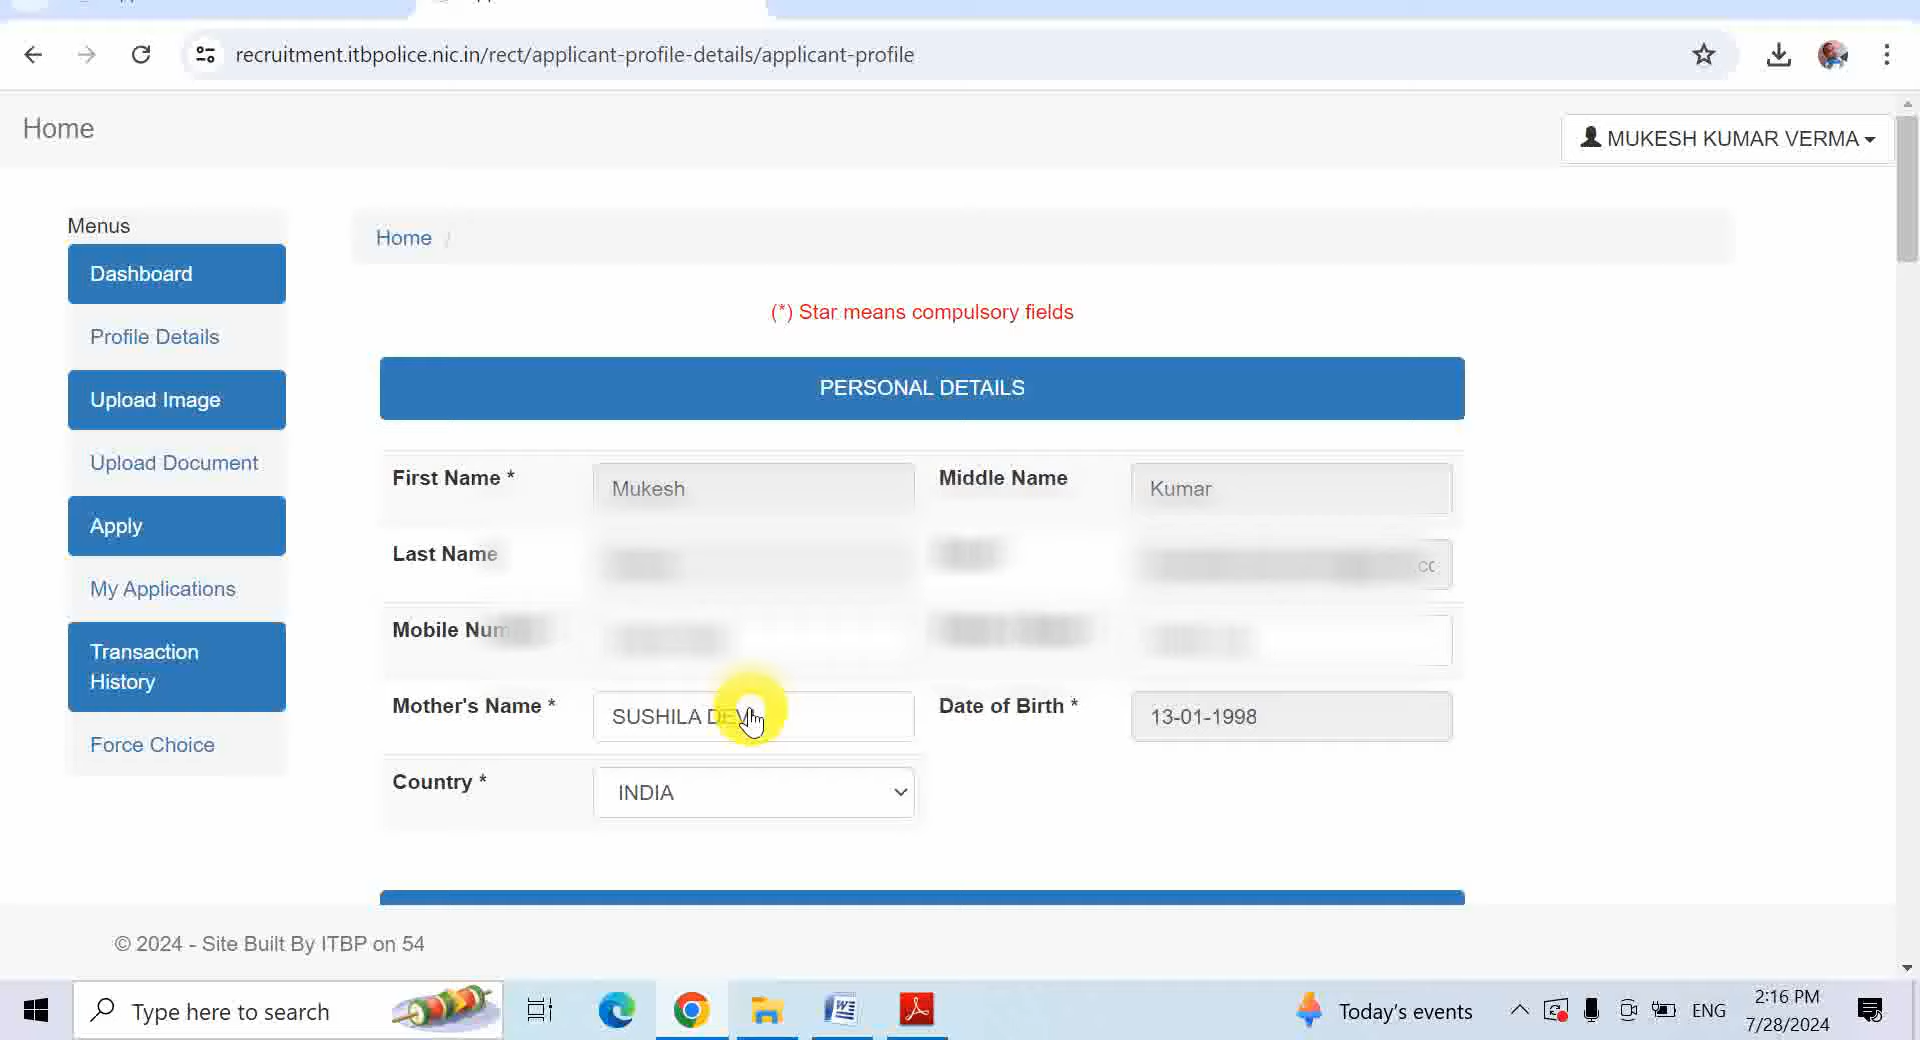 recruitment.itbpolice.nic.in/rect/applicant-profile-details/applicant-profile
Home
MUKESH KUMAR VERMA
Menus
Dashboard
Profile Details
Upload Image
Upload Document
Apply
My Applications
Transaction
History
Force Choice
Home /
(*) Star means compulsory fields
PERSONAL DETAILS
First Name * Mukesh Middle Name Kumar
Last Name
Mobile
Mother's Name * SUSHILA Date of Birth * 13-01-1998
Country * INDIA
© 2024 - Site Built By ITBP on 54
Type here to search
Today's events
ENG
2:16 PM
7/28/2024